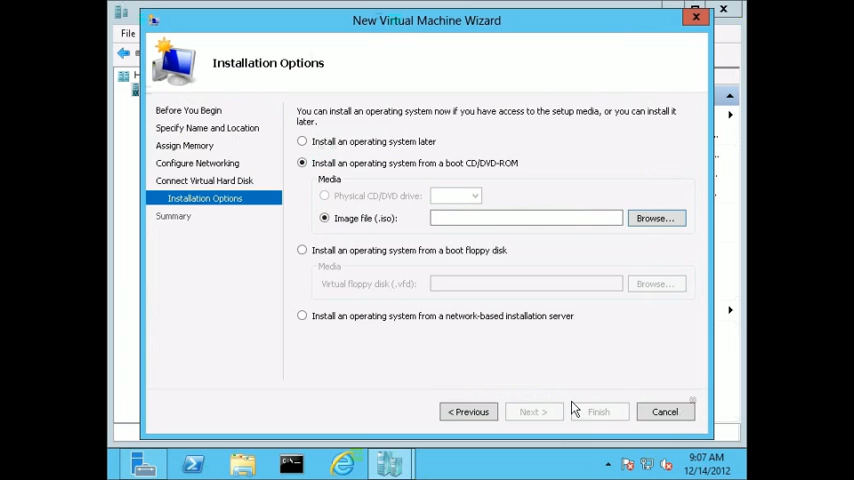 New Virtual Machine Wizard
File
Installation Options
Before You Begin
Specify Name and Location
Assign Memory
Configure Networking
Connect Virtual Hard Disk
Installation Options
Summary
You can install an operating system now if you have access to the setup media, or you can install it
later.
Install an operating system later
Install an operating system from a boot CD/DVD-ROM
Media
Physical CD/DVD drive:
Image file (.iso):
Browse...
Install an operating system from a boot floppy disk
Media
Virtual floppy disk (.vfd):
Browse...
Install an operating system from a network-based installation server
< Previous
Next >
Finish
Cancel
9:07 AM
12/14/2012